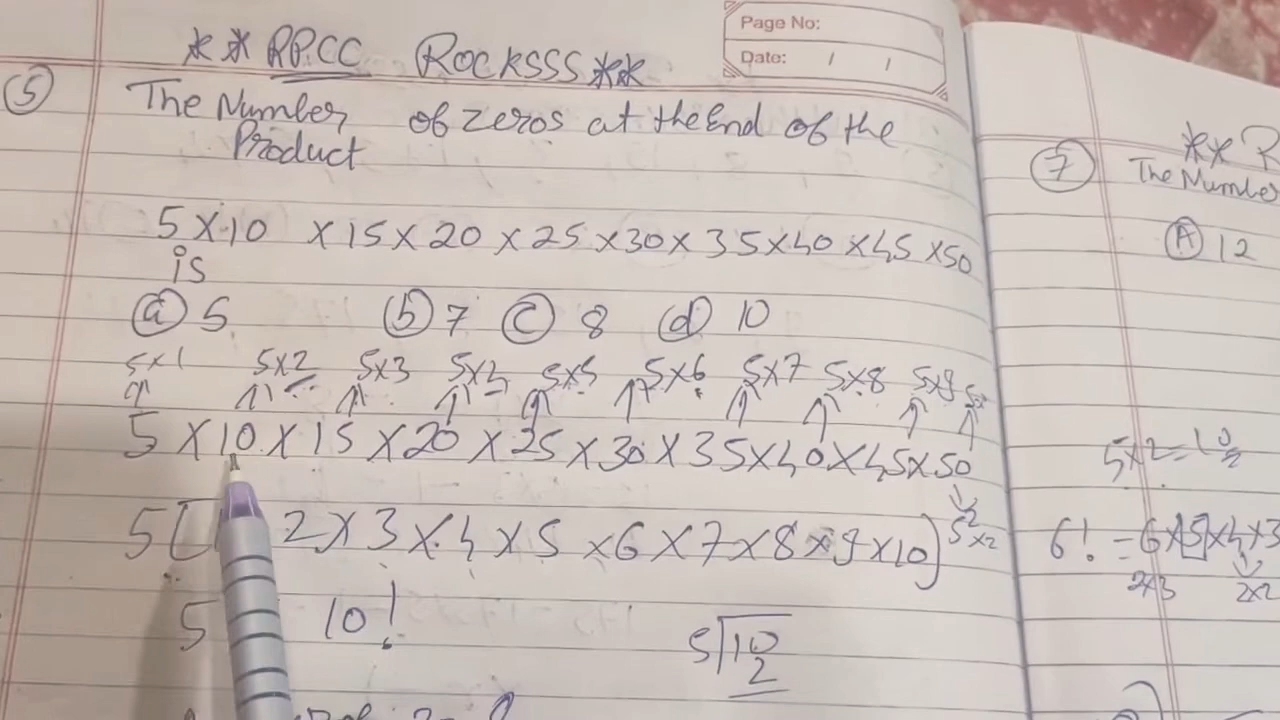 Page No:
Date: / /
** RPCC ROCKSSS **
5 The Number of zeros at the End of the
Product
5 X 10 X 15 X 20 X 25 X 30 X 35 X 40 X 45 X 50
is
a 5 b 7 c 8 d 10
5x1 5x2 5x3 5x4 5x5 5x6 5x7 5x8 5x9
5 X 10 X 15 X 20 X 25 X 30 X 35 X 40 X 45 X 50
5² x2
5[ 2 X 3 X 4 X 5 X 6 X 7 X 8 X 9 X 10)
5 10!
5 10
2
** R
7 The Number
A 12
5x2=10
6! = 6x5x4x3
2x3 2x2